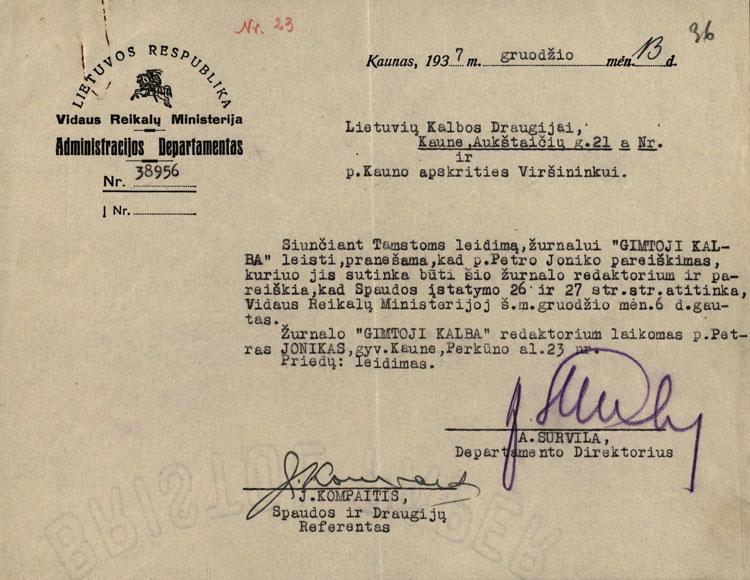 Nr. 23
36
LIETUVOS RESPUBLIKA
Vidaus Reikalų Ministerija
Administracijos Departamentas
Nr. 38956
Į Nr.
Kaunas, 1937 m. gruodžio mėn. 13 d.
Lietuvių Kalbos Draugijai,
Kaune,Aukštaičių g.21 a Nr.
ir
p.Kauno apskrities Viršininkui.
Siunčiant Tamstoms leidimą,žurnalui "GIMTOJI KAL-
BA" leisti,pranešama,kad p.Petro Joniko pareiškimas,
kuriuo jis sutinka būti šio žurnalo redaktorium ir pa-
reiškia,kad Spaudos įstatymo 26 ir 27 str.str.atitinka,
Vidaus Reikalų Ministerijoj š.m.gruodžio mėn.6 d.gau-
tas.
Žurnalo "GIMTOJI KALBA" redaktorium laikomas p.Pet-
ras JONIKAS,gyv.Kaune,Perkūno al.23 nr.
Priedų: leidimas.
A.SURVILA,
Departamento Direktorius
J.KOMPAITIS,
Spaudos ir Draugijų
Referentas